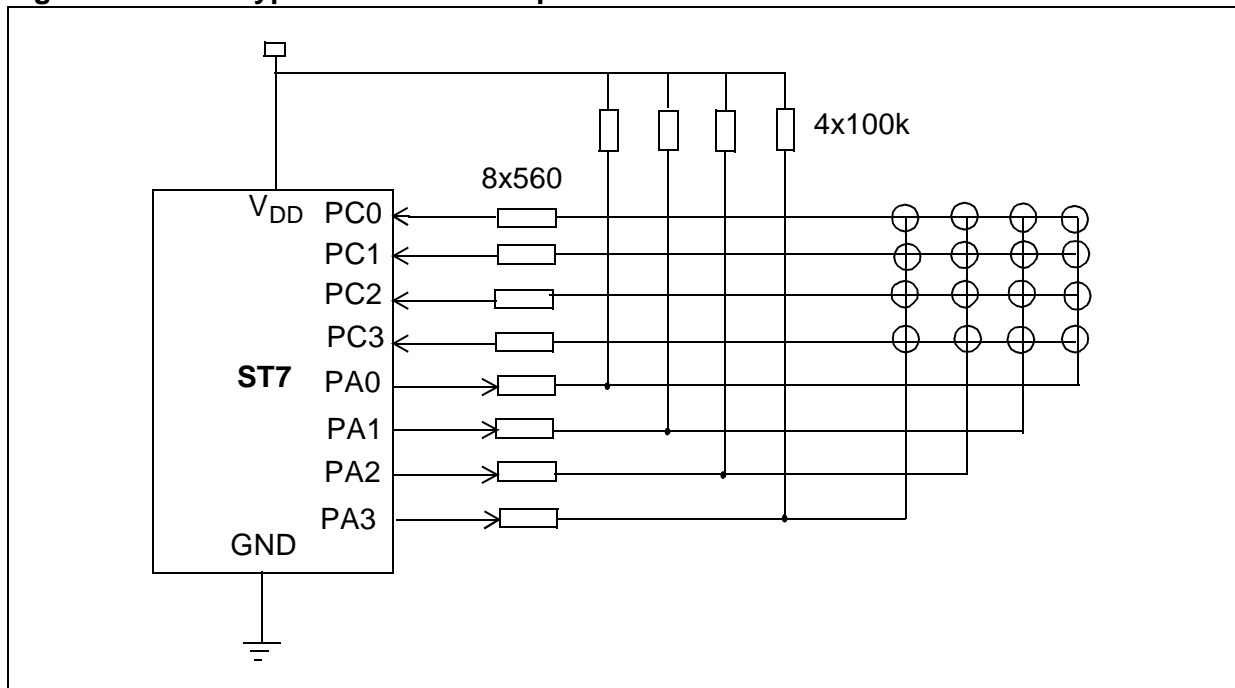 4x100k
8x560
VDD PC0
PC1
PC2
PC3
ST7 PA0
PA1
PA2
PA3
GND